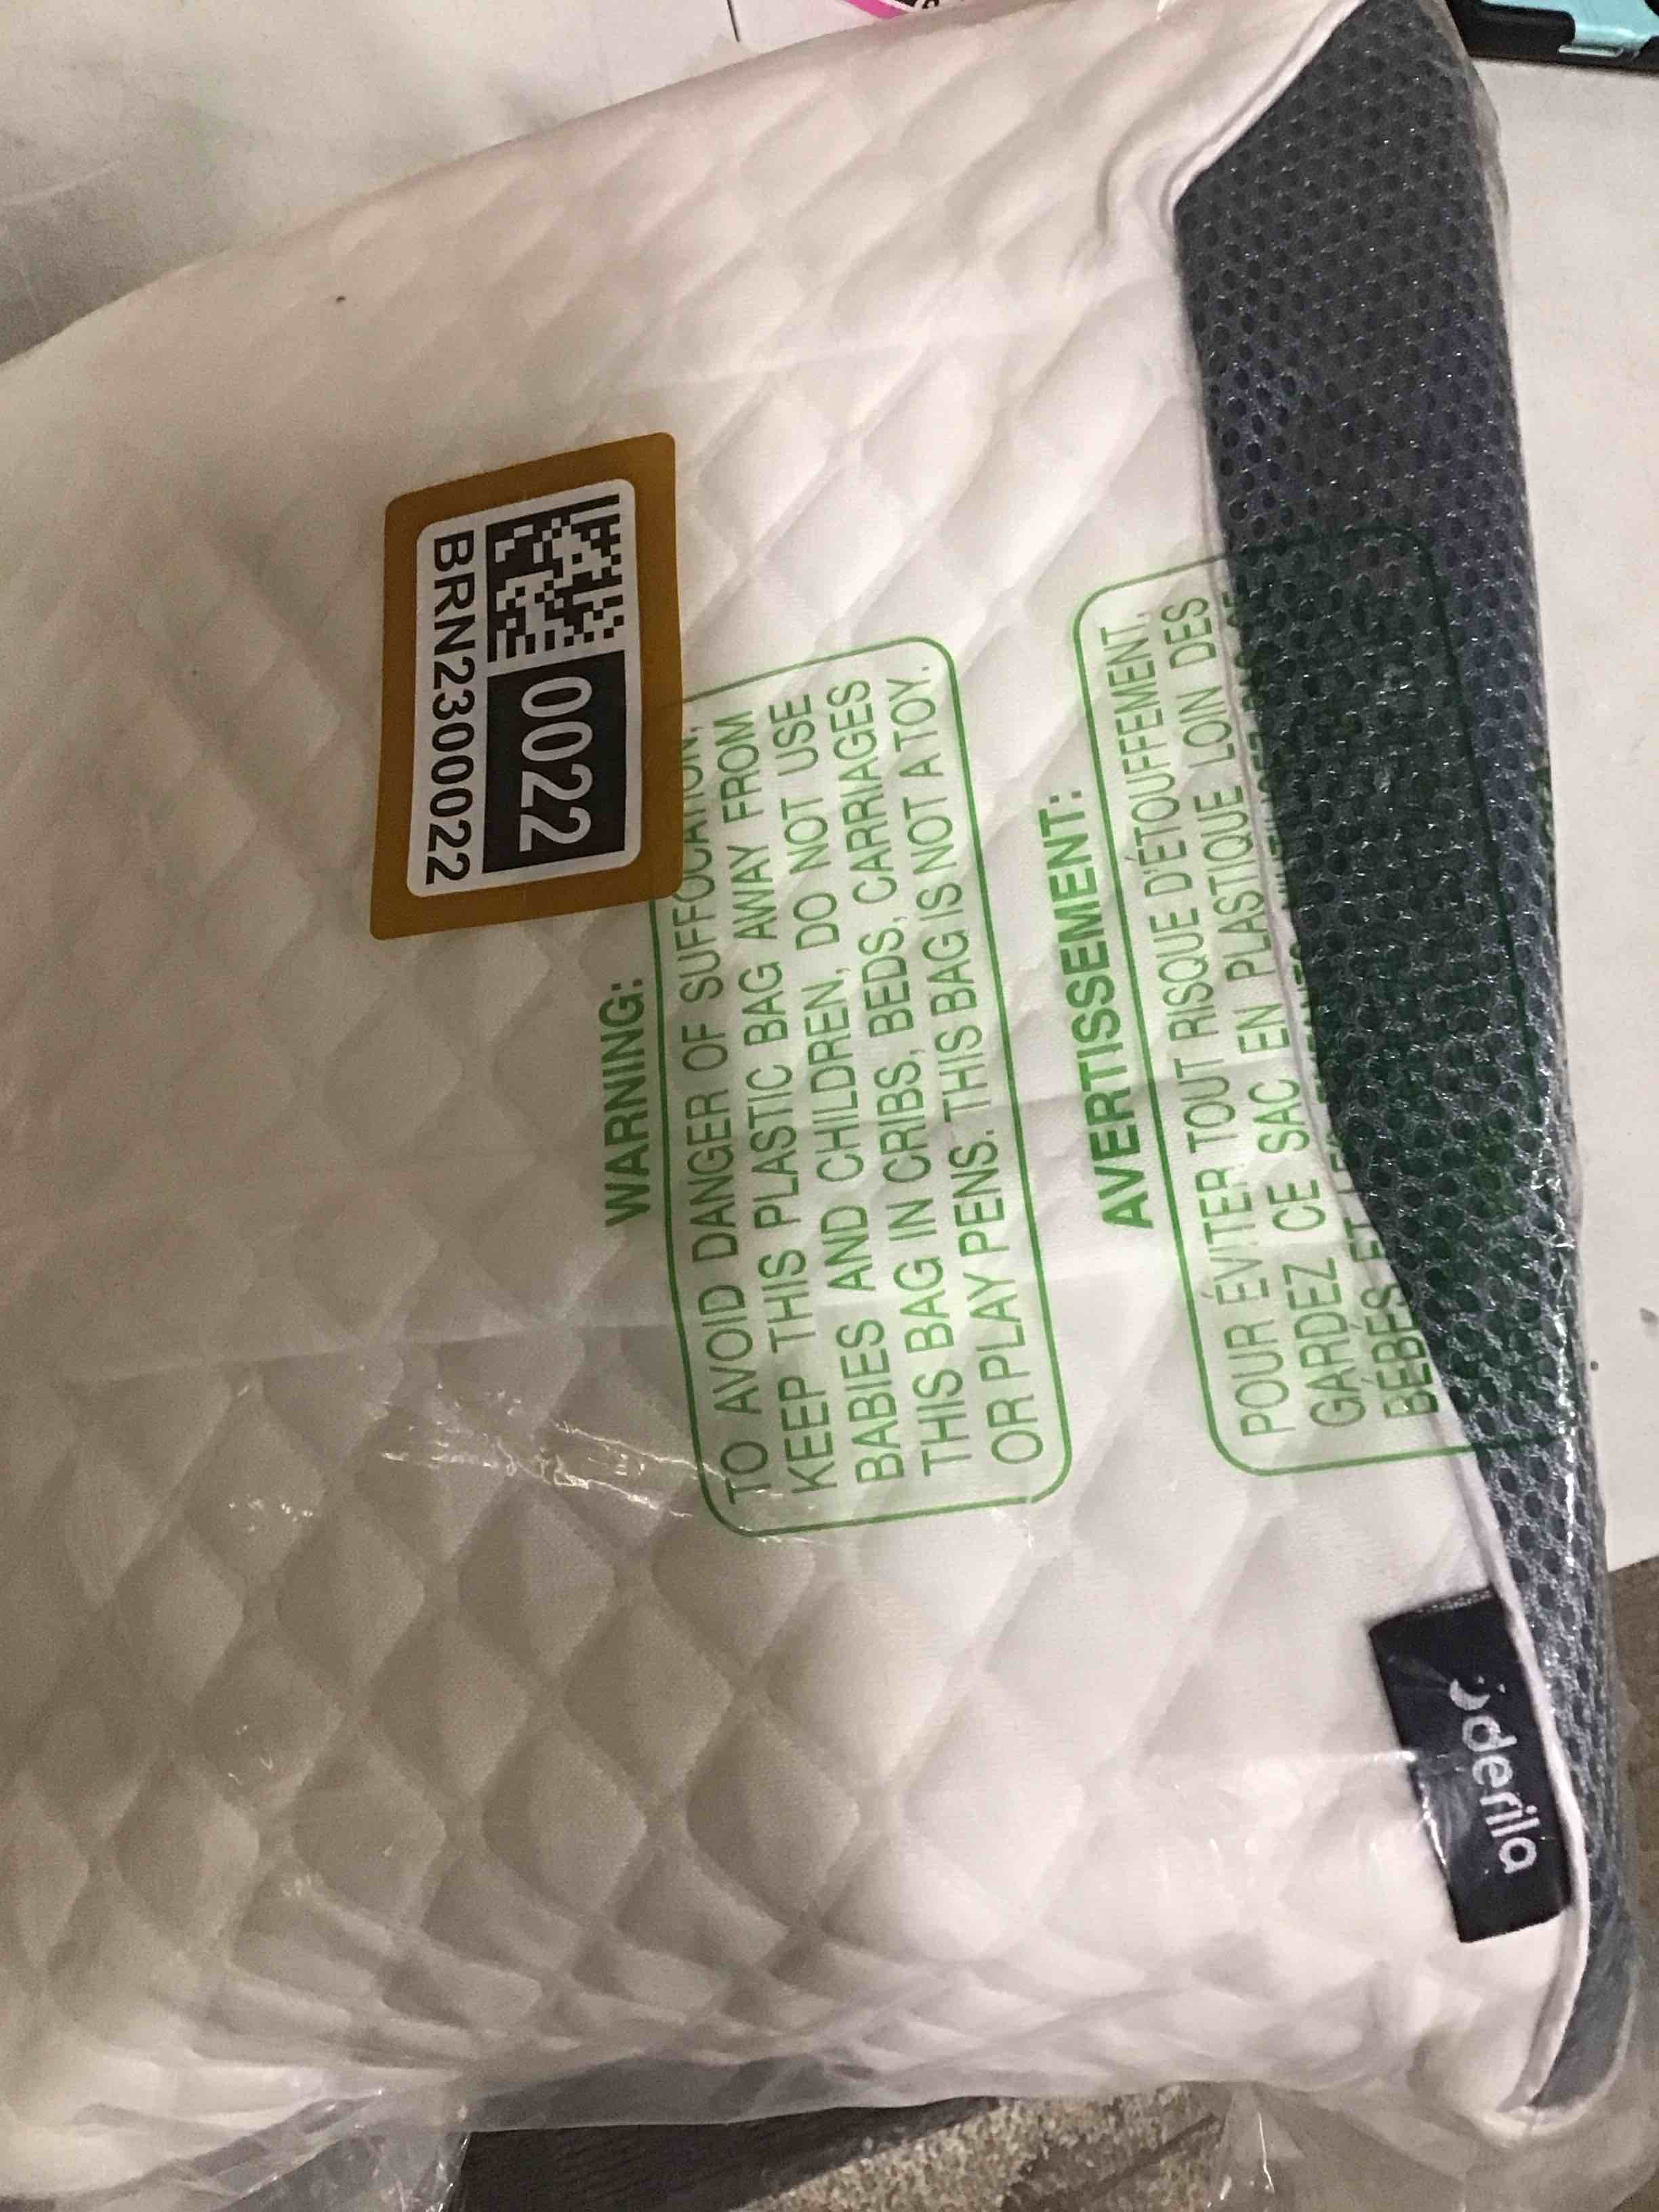 0022
BRN2300022
WARNING:
TO AVOID DANGER OF SUFFOCATION,
KEEP THIS PLASTIC BAG AWAY FROM
BABIES AND CHILDREN, DO NOT USE
THIS BAG IN CRIBS, BEDS, CARRIAGES
OR PLAY PENS. THIS BAG IS NOT A TOY.
AVERTISSEMENT:
POUR ÉVITER TOUT RISQUE D'ÉTOUFFEMENT,
GARDEZ CE SAC EN PLASTIQUE LOIN DES
BÉBÉS ET
derila